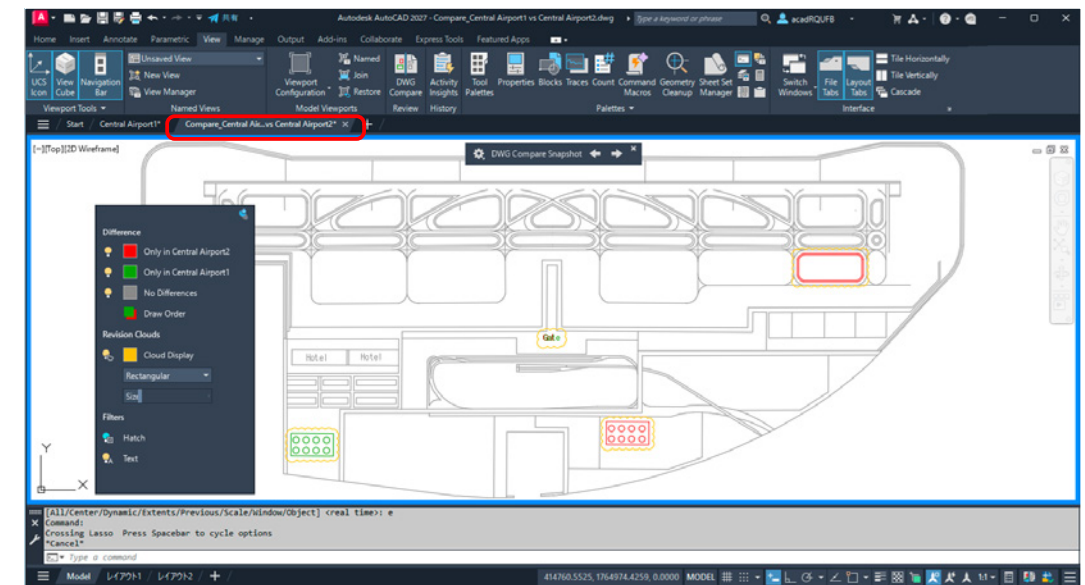 A 共有 Autodesk AutoCAD 2027 - Compare_Central Airport1 vs Central Airport2.dwg Type a keyword or phrase acadRQUFB
Home Insert Annotate Parametric View Manage Output Add-ins Collaborate Express Tools Featured Apps
UCS Icon View Cube Navigation Bar
Unsaved View
New View
View Manager
Viewport Configuration
Named
Join
Restore
DWG Compare Activity Insights Tool Palettes Properties Blocks Traces Count Command Macros Geometry Cleanup Sheet Set Manager
Switch Windows File Tabs Layout Tabs
Tile Horizontally
Tile Vertically
Cascade
Viewport Tools Named Views Model Viewports Review History Palettes Interface
Start Central Airport1* Compare_Central Air...vs Central Airport2* × +
[−][Top][2D Wireframe]
DWG Compare Snapshot
Difference
Only in Central Airport2
Only in Central Airport1
No Differences
Draw Order
Revision Clouds
Cloud Display
Rectangular
Size
Filters
Hatch
Text
Gate
Hotel Hotel
Y
X
[All/Center/Dynamic/Extents/Previous/Scale/Window/Object] <real time>: e
Command:
Crossing Lasso Press Spacebar to cycle options
*Cancel*
Type a command
Model レイアウト1 レイアウト2 + 414760.5525, 1764974.4259, 0.0000 MODEL 1:1